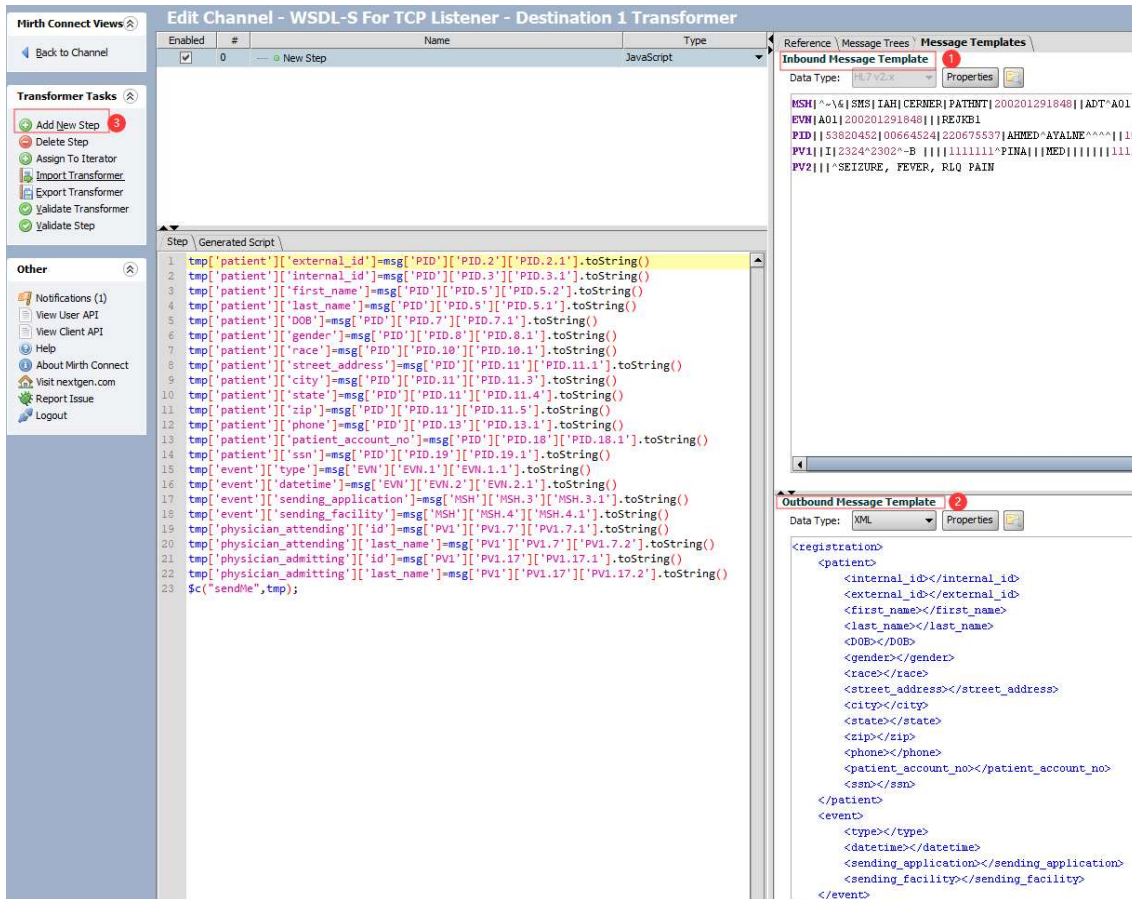 Mirth Connect Views
Back to Channel
Mirth Connect Tasks
Transformer Tasks
Add New Step 3
Delete Step
Assign To Iterator
Import Transformer
Export Transformer
Validate Transformer
Validate Step
Other
Notifications (1)
View User API
View Client API
Help
About Mirth Connect
Visit nextgen.com
Report Issue
Logout
Edit Channel - WSDL-S For TCP Listener - Destination 1 Transformer
Enabled # Name Type
0 New Step JavaScript
Step Generated Script
1 tmp['patient']['external_id']=msg['PID']['PID.2']['PID.2.1'].toString()
2 tmp['patient']['internal_id']=msg['PID']['PID.3']['PID.3.1'].toString()
3 tmp['patient']['first_name']=msg['PID']['PID.5']['PID.5.2'].toString()
4 tmp['patient']['last_name']=msg['PID']['PID.5']['PID.5.1'].toString()
5 tmp['patient']['DOB']=msg['PID']['PID.7']['PID.7.1'].toString()
6 tmp['patient']['gender']=msg['PID']['PID.8']['PID.8.1'].toString()
7 tmp['patient']['race']=msg['PID']['PID.10']['PID.10.1'].toString()
8 tmp['patient']['street_address']=msg['PID']['PID.11']['PID.11.1'].toString()
9 tmp['patient']['city']=msg['PID']['PID.11']['PID.11.3'].toString()
10 tmp['patient']['state']=msg['PID']['PID.11']['PID.11.4'].toString()
11 tmp['patient']['zip']=msg['PID']['PID.11']['PID.11.5'].toString()
12 tmp['patient']['phone']=msg['PID']['PID.13']['PID.13.1'].toString()
13 tmp['patient']['patient_account_no']=msg['PID']['PID.18']['PID.18.1'].toString()
14 tmp['patient']['ssn']=msg['PID']['PID.19']['PID.19.1'].toString()
15 tmp['event']['type']=msg['EVN']['EVN.1']['EVN.1.1'].toString()
16 tmp['event']['datetime']=msg['EVN']['EVN.2']['EVN.2.1'].toString()
17 tmp['event']['sending_application']=msg['MSH']['MSH.3']['MSH.3.1'].toString()
18 tmp['event']['sending_facility']=msg['MSH']['MSH.4']['MSH.4.1'].toString()
19 tmp['physician_attending']['id']=msg['PV1']['PV1.7']['PV1.7.1'].toString()
20 tmp['physician_attending']['last_name']=msg['PV1']['PV1.7']['PV1.7.2'].toString()
21 tmp['physician_admitting']['id']=msg['PV1']['PV1.17']['PV1.17.1'].toString()
22 tmp['physician_admitting']['last_name']=msg['PV1']['PV1.17']['PV1.17.2'].toString()
23 $c("sendMe",tmp);
Reference Message Trees Message Templates
Inbound Message Template 1
Data Type: HL7 v2.x Properties
MSH|^~\&|SMS|IAH|CERNER|PATHNT|200201291848||ADT^A01
EVN|A01|200201291848|||REJKB1
PID||53820452|00664524|220675537|AHMED^AYALNE^^^^||1
PV1||I|2324^2302^-B ||||1111111^PINA|||MED|||||||111
PV2|||^SEIZURE, FEVER, RLQ PAIN
Outbound Message Template 2
Data Type: XML Properties
<registration>
<patient>
<internal_id></internal_id>
<external_id></external_id>
<first_name></first_name>
<last_name></last_name>
<DOB></DOB>
<gender></gender>
<race></race>
<street_address></street_address>
<city></city>
<state></state>
<zip></zip>
<phone></phone>
<patient_account_no></patient_account_no>
<ssn></ssn>
</patient>
<event>
<type></type>
<datetime></datetime>
<sending_application></sending_application>
<sending_facility></sending_facility>
</event>